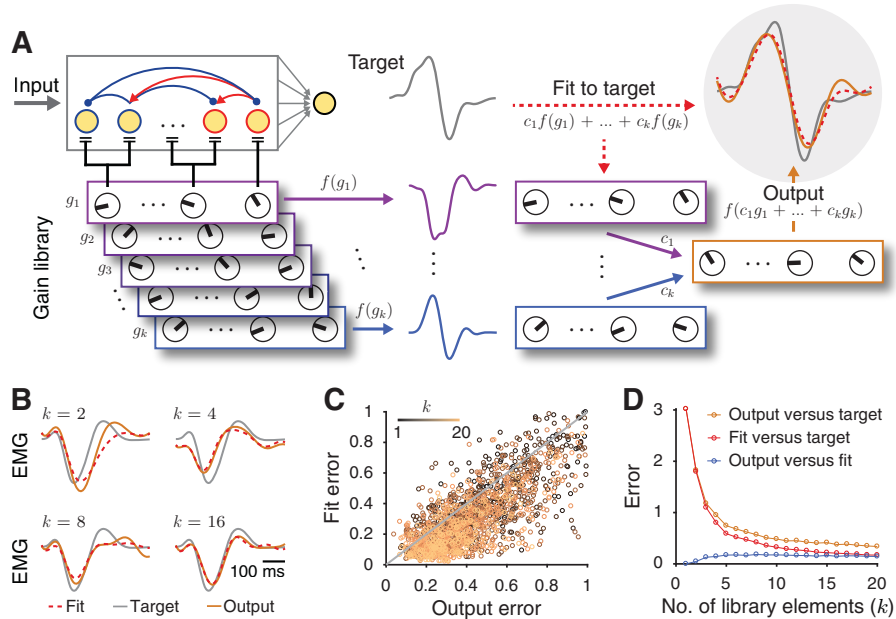 A
Input
Target
Fit to target
c₁f(g₁) + ... + cₖf(gₖ)
Output
f(c₁g₁ + ... + cₖgₖ)
Gain library
g₁
g₂
g₃
gₖ
f(g₁)
f(gₖ)
c₁
cₖ
B
k = 2
k = 4
EMG
k = 8
k = 16
EMG
100 ms
Fit
Target
Output
C
k
1
20
Fit error
1
0.8
0.6
0.4
0.2
0
0
0.2
0.4
0.6
0.8
1
Output error
D
Output versus target
Fit versus target
Output versus fit
Error
3
2
1
0
0
5
10
15
20
No. of library elements (k)